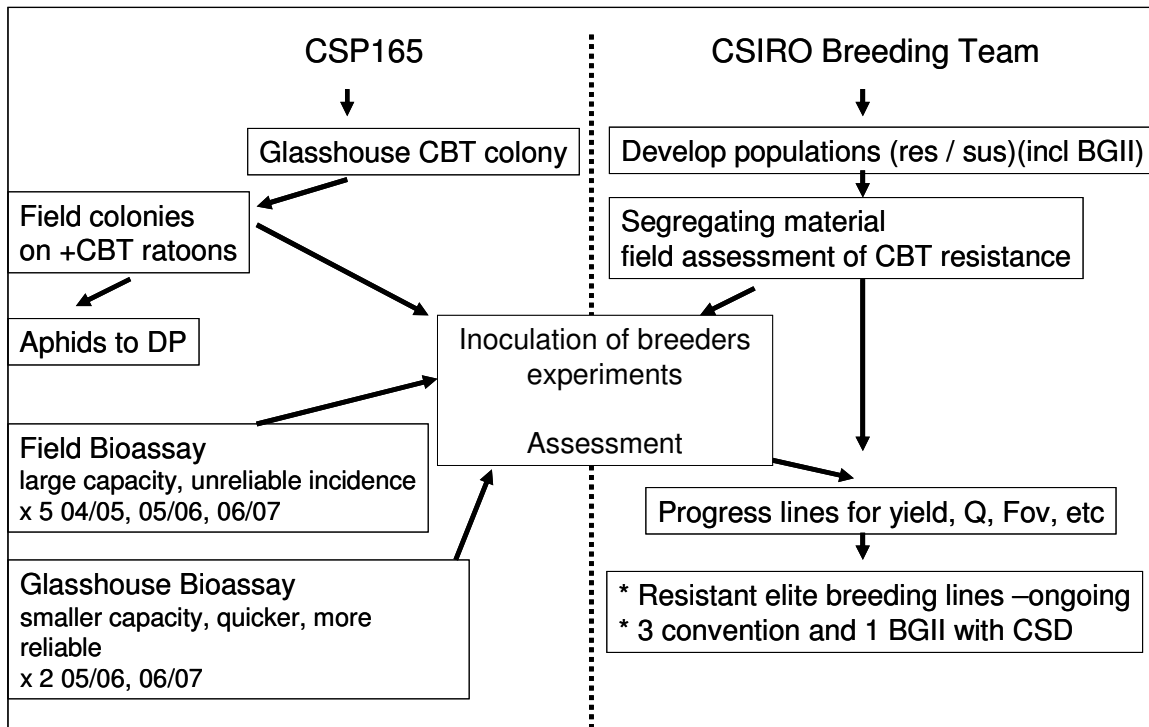 CSP165
Glasshouse CBT colony
Field colonies
on +CBT ratoons
Aphids to DP
Field Bioassay
large capacity, unreliable incidence
x 5 04/05, 05/06, 06/07
Glasshouse Bioassay
smaller capacity, quicker, more
reliable
x 2 05/06, 06/07
Inoculation of breeders
experiments
Assessment
CSIRO Breeding Team
Develop populations (res / sus)(incl BGII)
Segregating material
field assessment of CBT resistance
Progress lines for yield, Q, Fov, etc
* Resistant elite breeding lines –ongoing
* 3 convention and 1 BGII with CSD